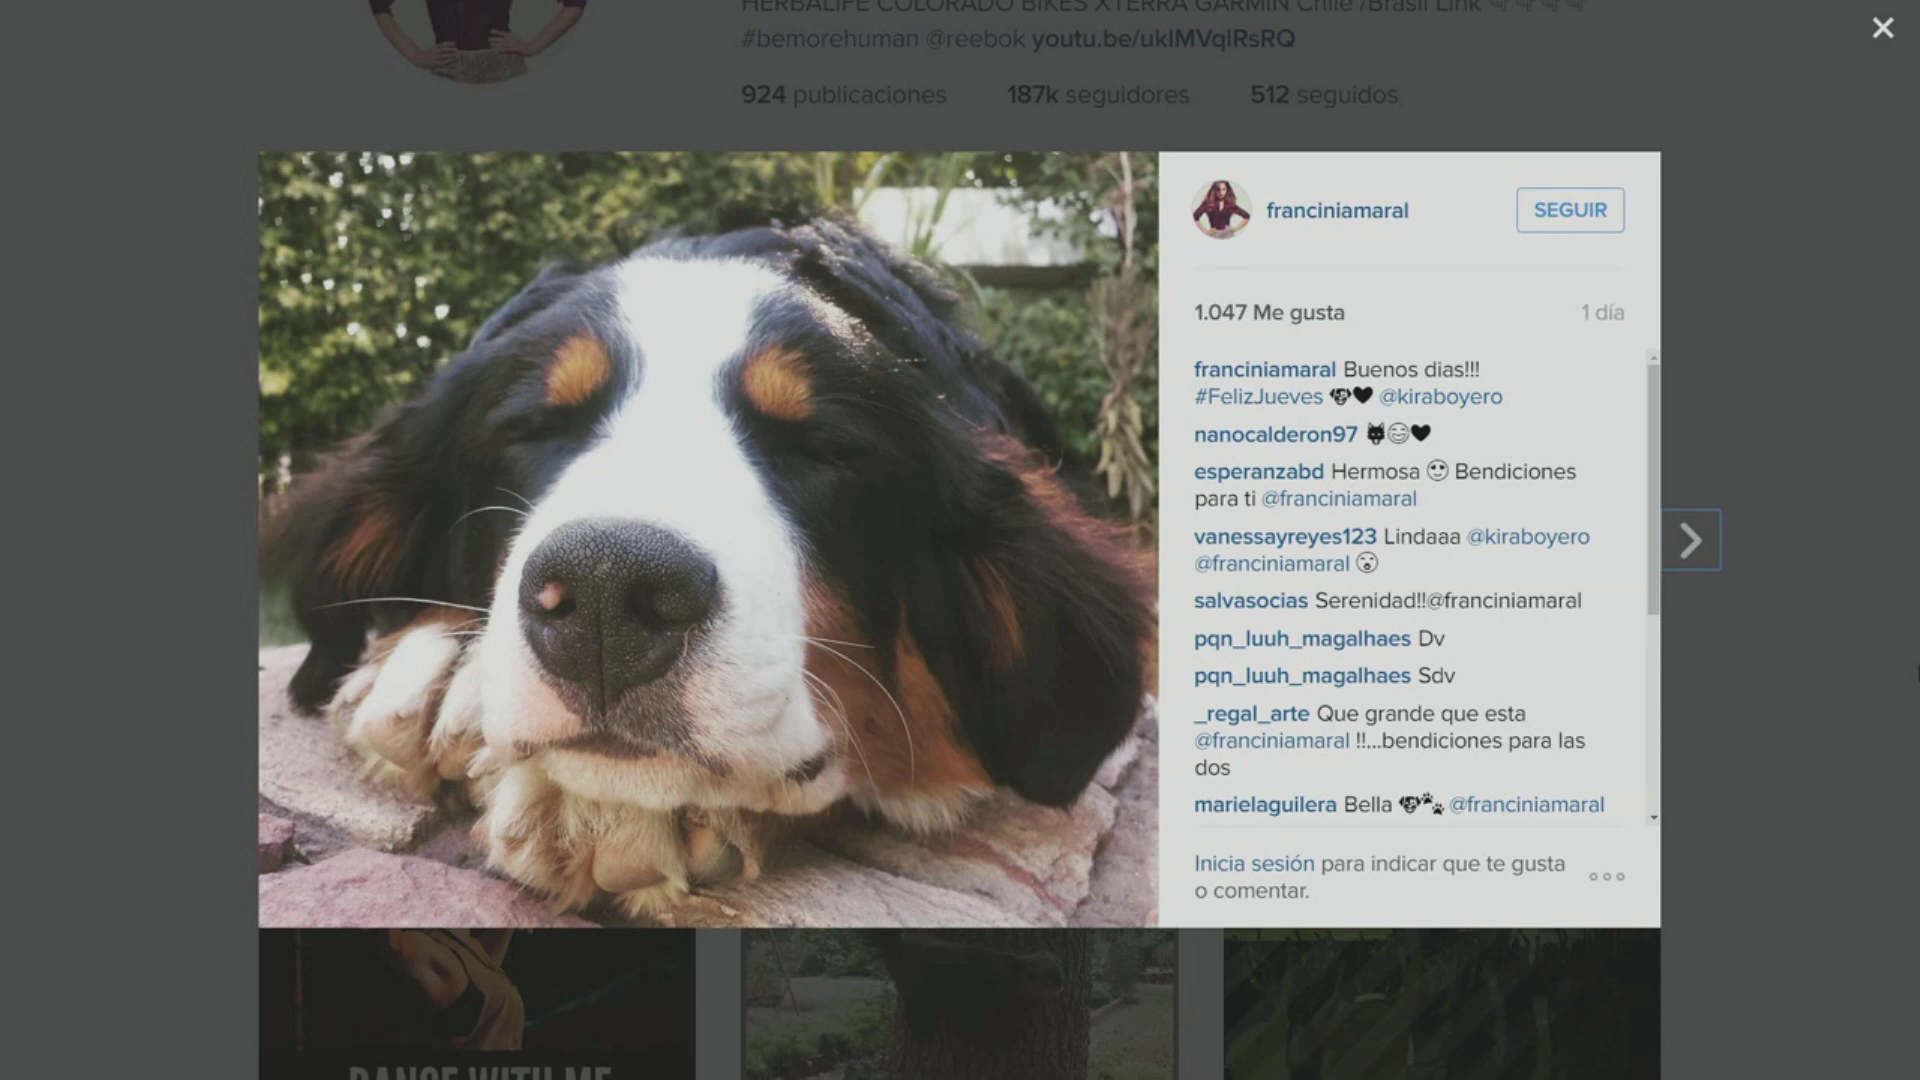 HERBALIFE COLORADO BIKES XTERRA GARMIN Chile /Brasil Link
#bemorehuman @reebok youtu.be/ukIMVqIRsRQ
924 publicaciones 187k seguidores 512 seguidos
franciniamaral SEGUIR
1.047 Me gusta 1 día
franciniamaral Buenos dias!!!
#FelizJueves 🐶🖤 @kiraboyero
nanocalderon97 🐺😊🖤
esperanzabd Hermosa 😍 Bendiciones
para ti @franciniamaral
vanessayreyes123 Lindaaa @kiraboyero
@franciniamaral 😘
salvasocias Serenidad!!@franciniamaral
pqn_luuh_magalhaes Dv
pqn_luuh_magalhaes Sdv
_regal_arte Que grande que esta
@franciniamaral !!...bendiciones para las
dos
marielaguilera Bella 🐶🐾 @franciniamaral
Inicia sesión para indicar que te gusta
o comentar.
DANCE WITH ME